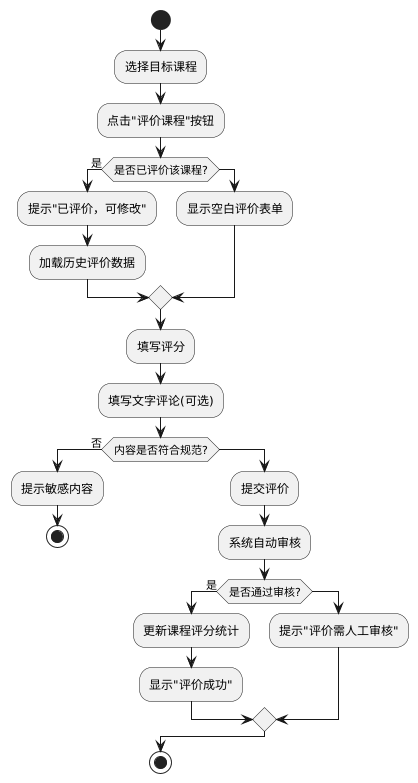 选择目标课程
点击"评价课程"按钮
是否已评价该课程?
是
提示"已评价，可修改"
显示空白评价表单
加载历史评价数据
填写评分
填写文字评论(可选)
内容是否符合规范?
否
提示敏感内容
提交评价
系统自动审核
是否通过审核?
是
更新课程评分统计
提示"评价需人工审核"
显示"评价成功"